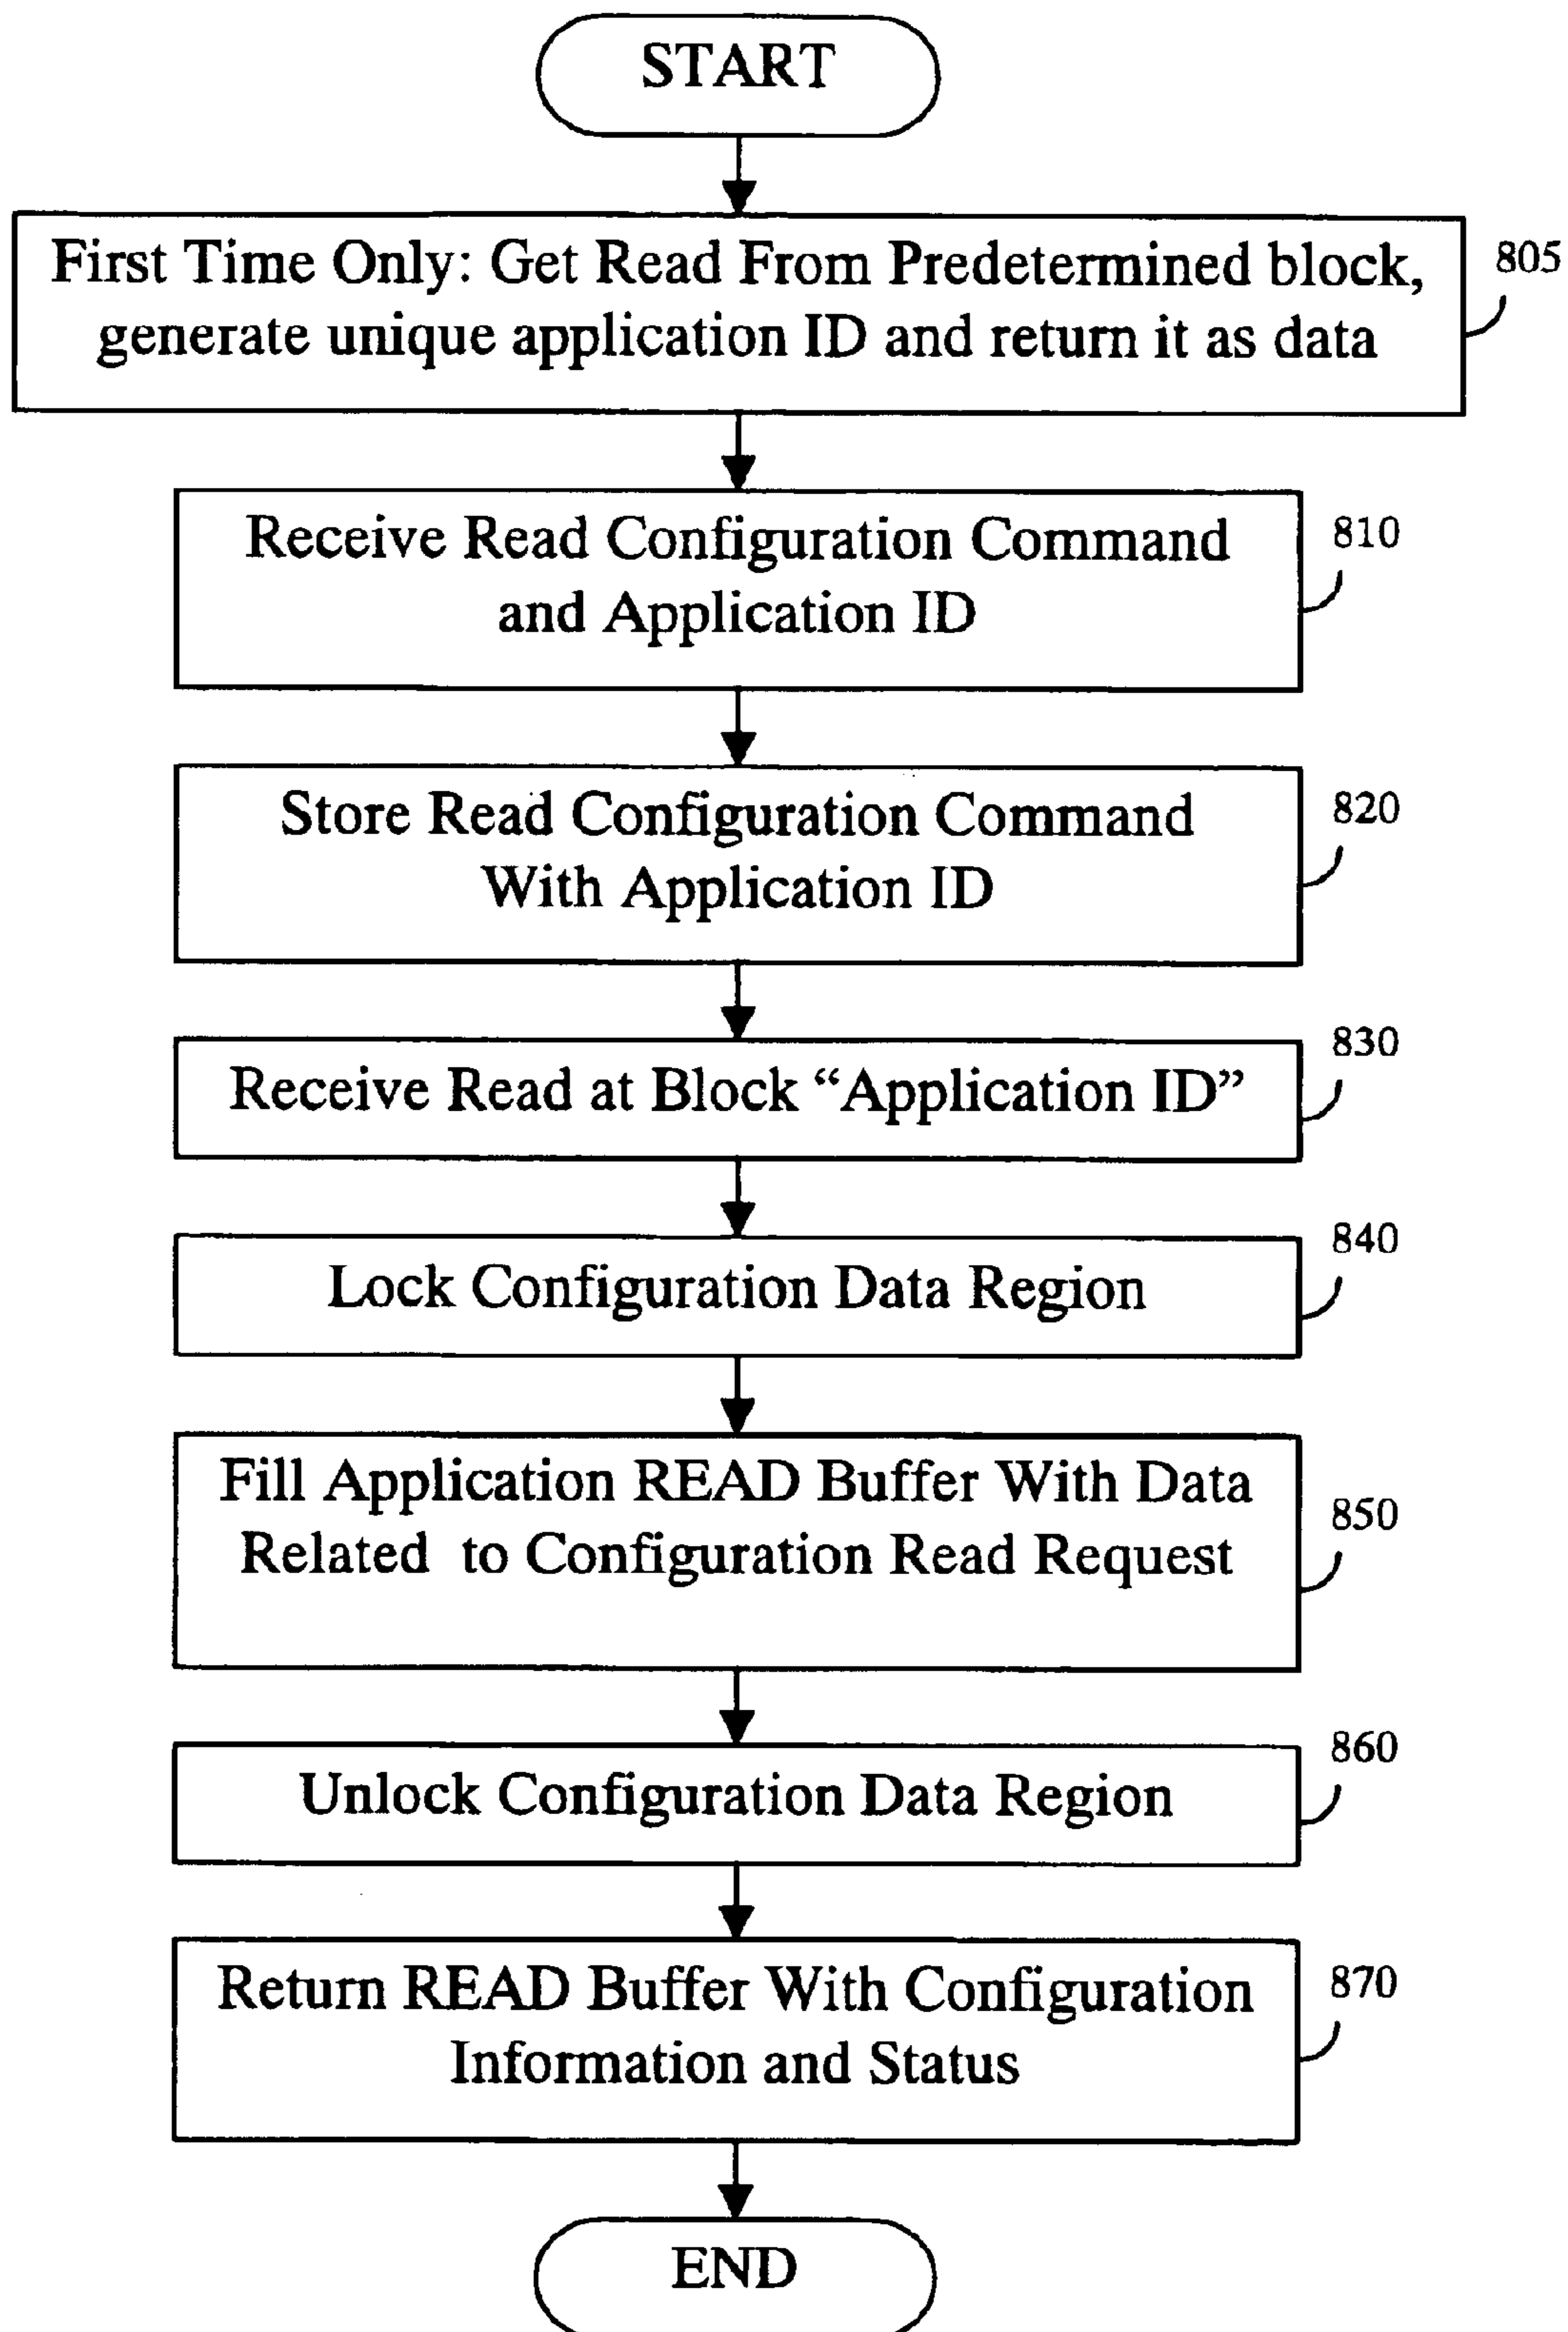 START
First Time Only: Get Read From Predetermined block,
generate unique application ID and return it as data
805
Receive Read Configuration Command
and Application ID
810
Store Read Configuration Command
With Application ID
820
Receive Read at Block “Application ID”
830
Lock Configuration Data Region
840
Fill Application READ Buffer With Data
Related to Configuration Read Request
850
Unlock Configuration Data Region
860
Return READ Buffer With Configuration
Information and Status
870
END